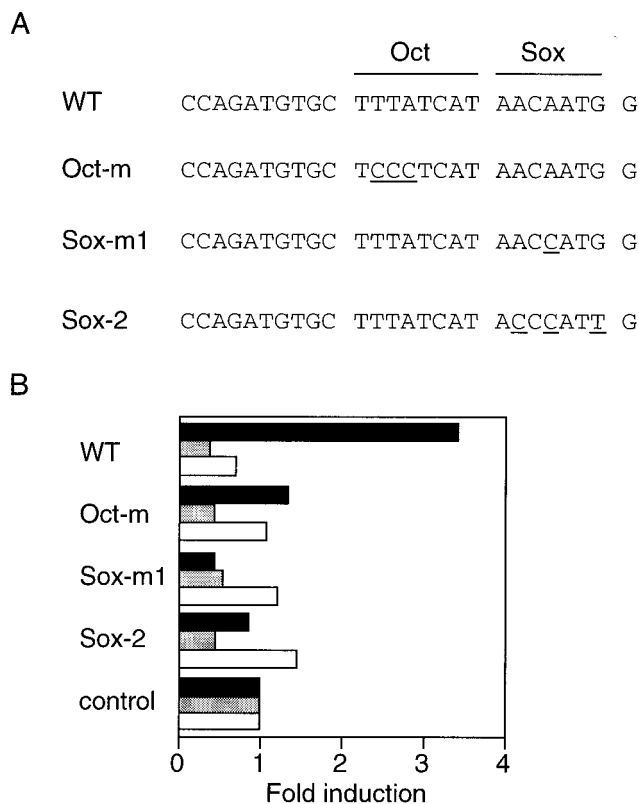 A
Oct Sox
WT CCAGATGTGC TTTATCAT AACAATG G
Oct-m CCAGATGTGC TCCCTCAT AACAATG G
Sox-m1 CCAGATGTGC TTTATCAT AACCATG G
Sox-2 CCAGATGTGC TTTATCAT ACCCATT G
B
WT
Oct-m
Sox-m1
Sox-2
control
0 1 2 3 4
Fold induction